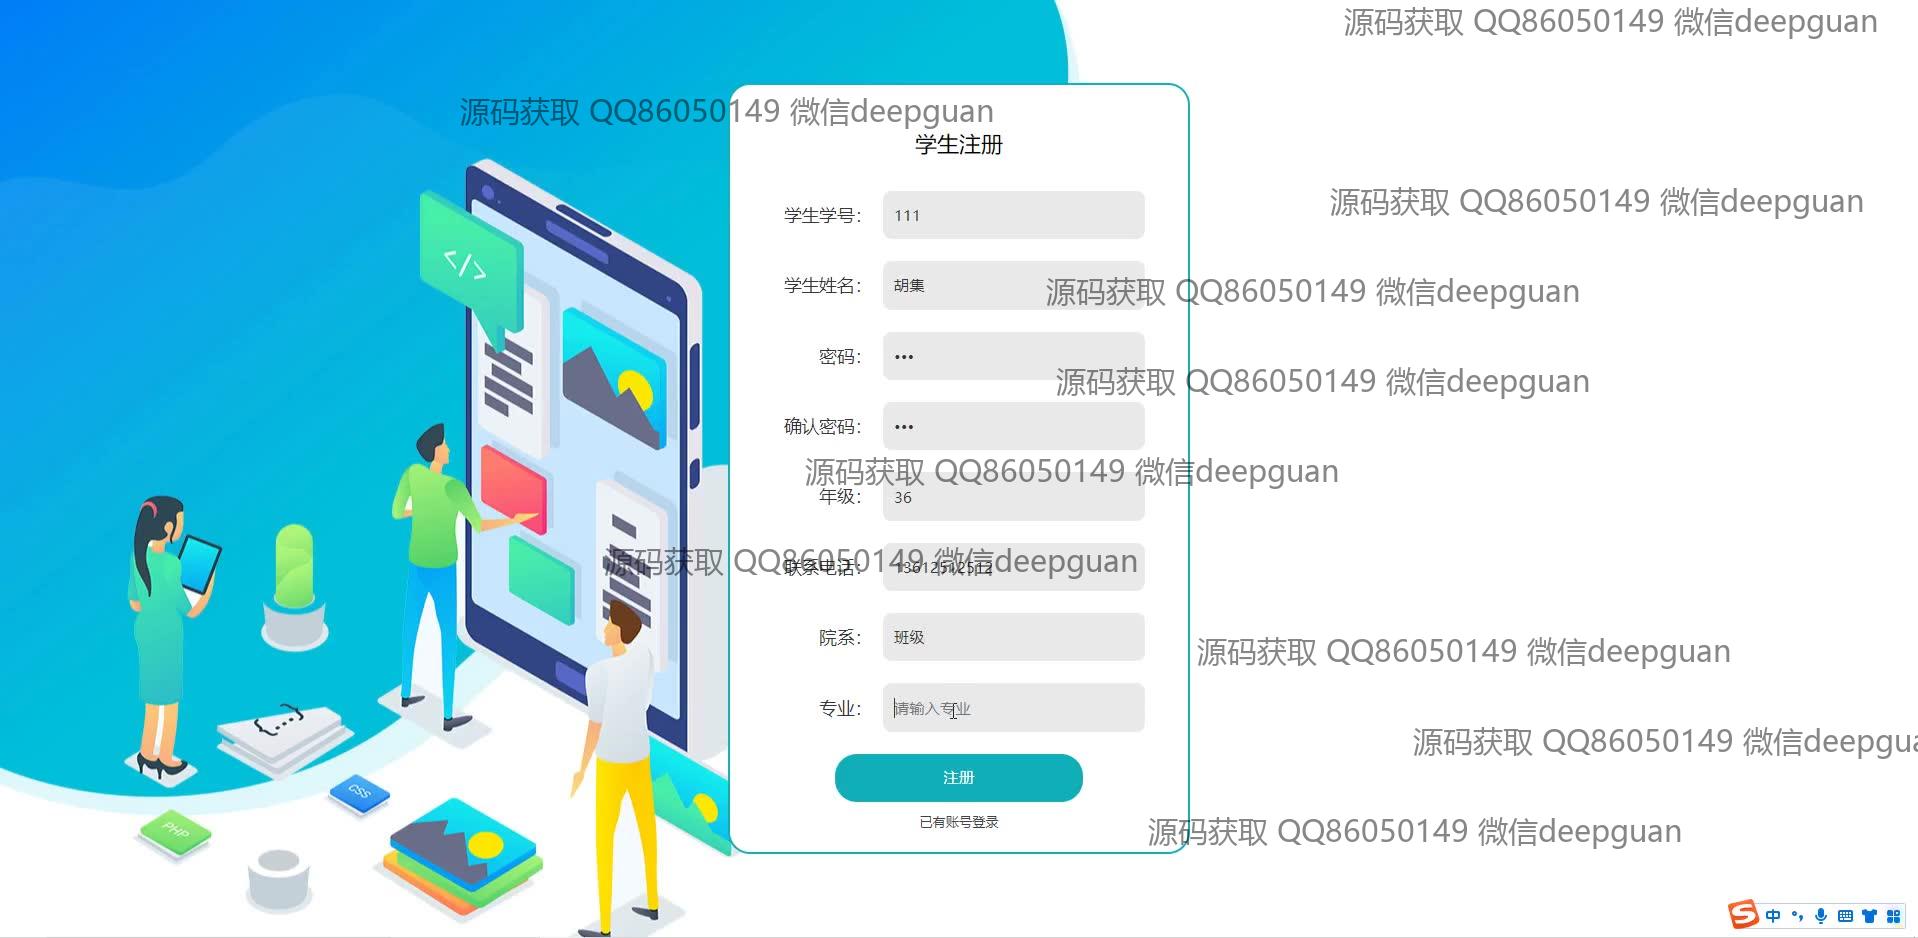 源码获取 QQ86050149 微信deepguan
源码获取 QQ86050149 微信deepguan
学生注册
源码获取 QQ86050149 微信deepguan
学生学号： 111
学生姓名： 胡集
源码获取 QQ86050149 微信deepguan
密码： •••
源码获取 QQ86050149 微信deepguan
确认密码： •••
源码获取 QQ86050149 微信deepguan
年级： 36
源码获取 QQ86050149 微信deepguan
联系电话： 13612512512
院系： 班级
源码获取 QQ86050149 微信deepguan
专业： 请输入专业
源码获取 QQ86050149 微信deepgua
注册
已有账号登录
源码获取 QQ86050149 微信deepguan
</>
{...}
CSS
PHP
S 中